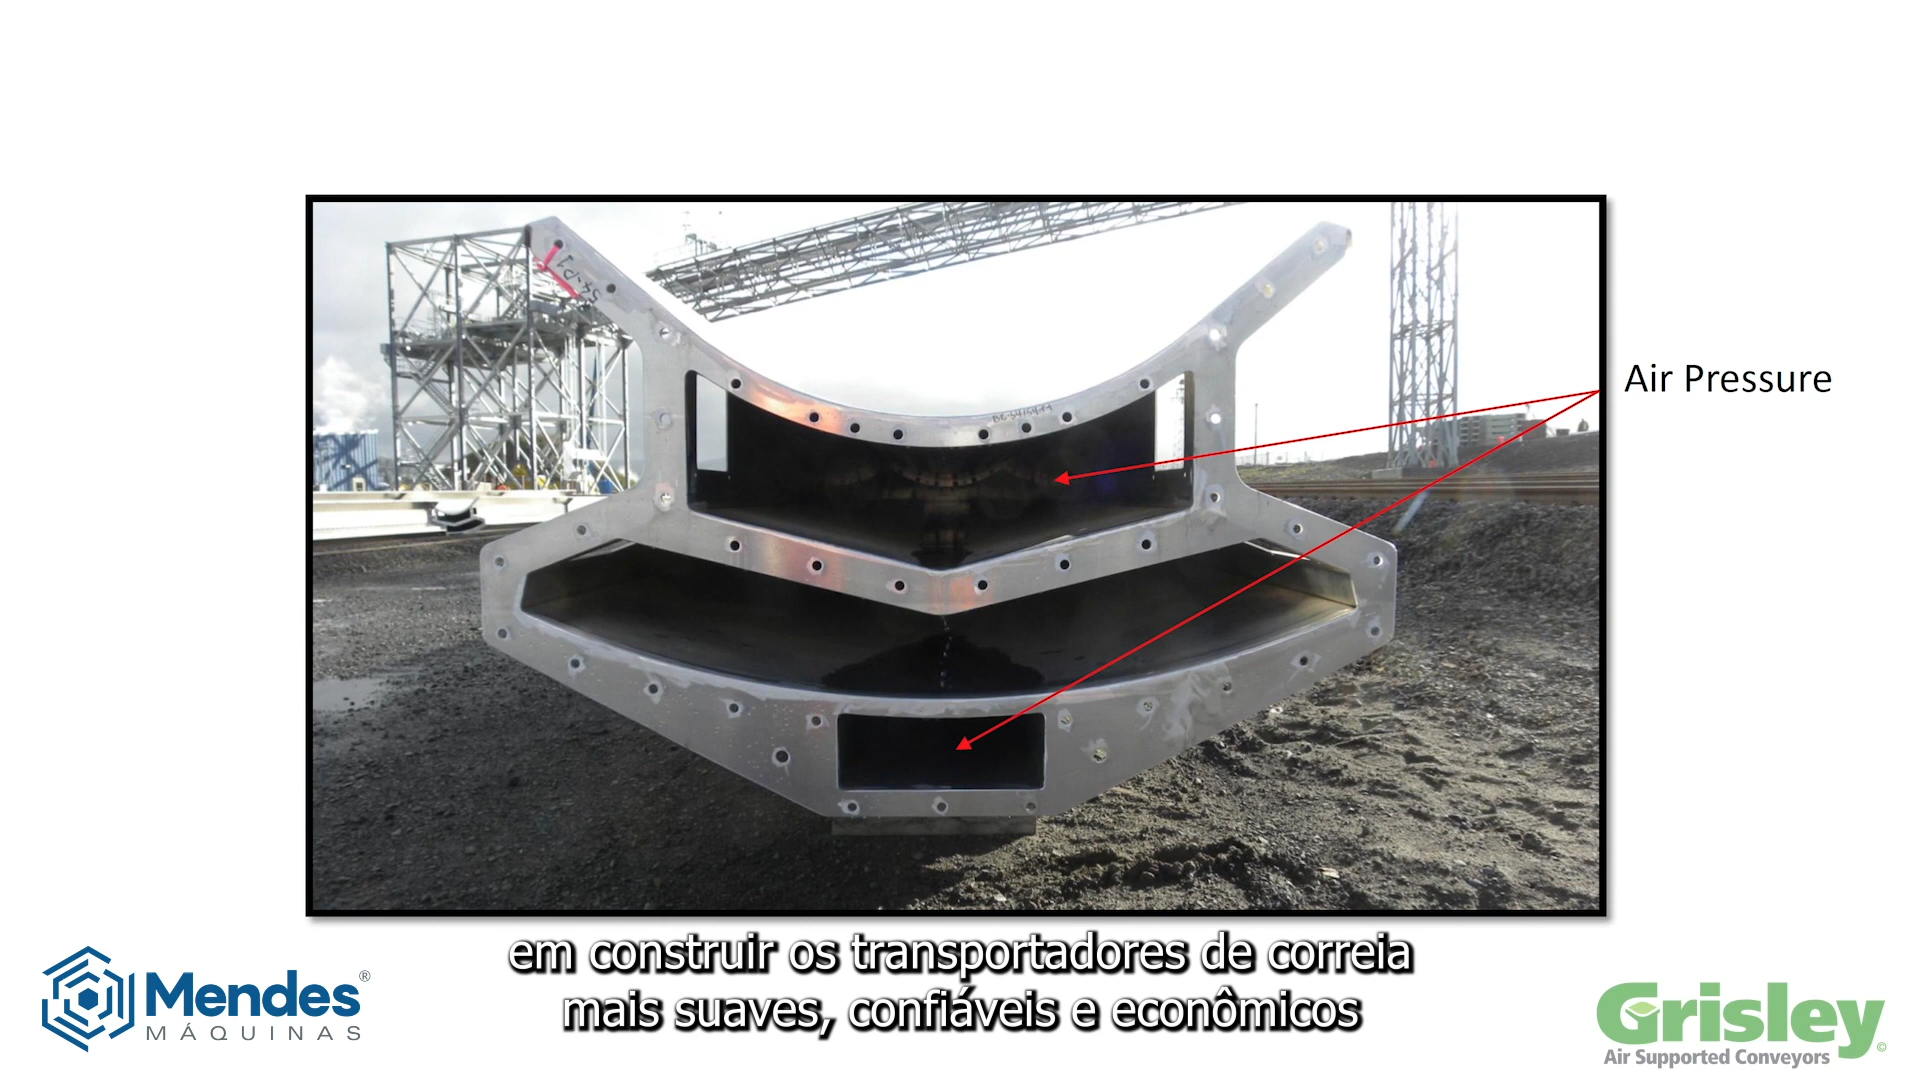 Air Pressure
em construir os transportadores de correia
mais suaves, confiáveis e econômicos
Mendes®
MÁQUINAS
Grisley©
Air Supported Conveyors